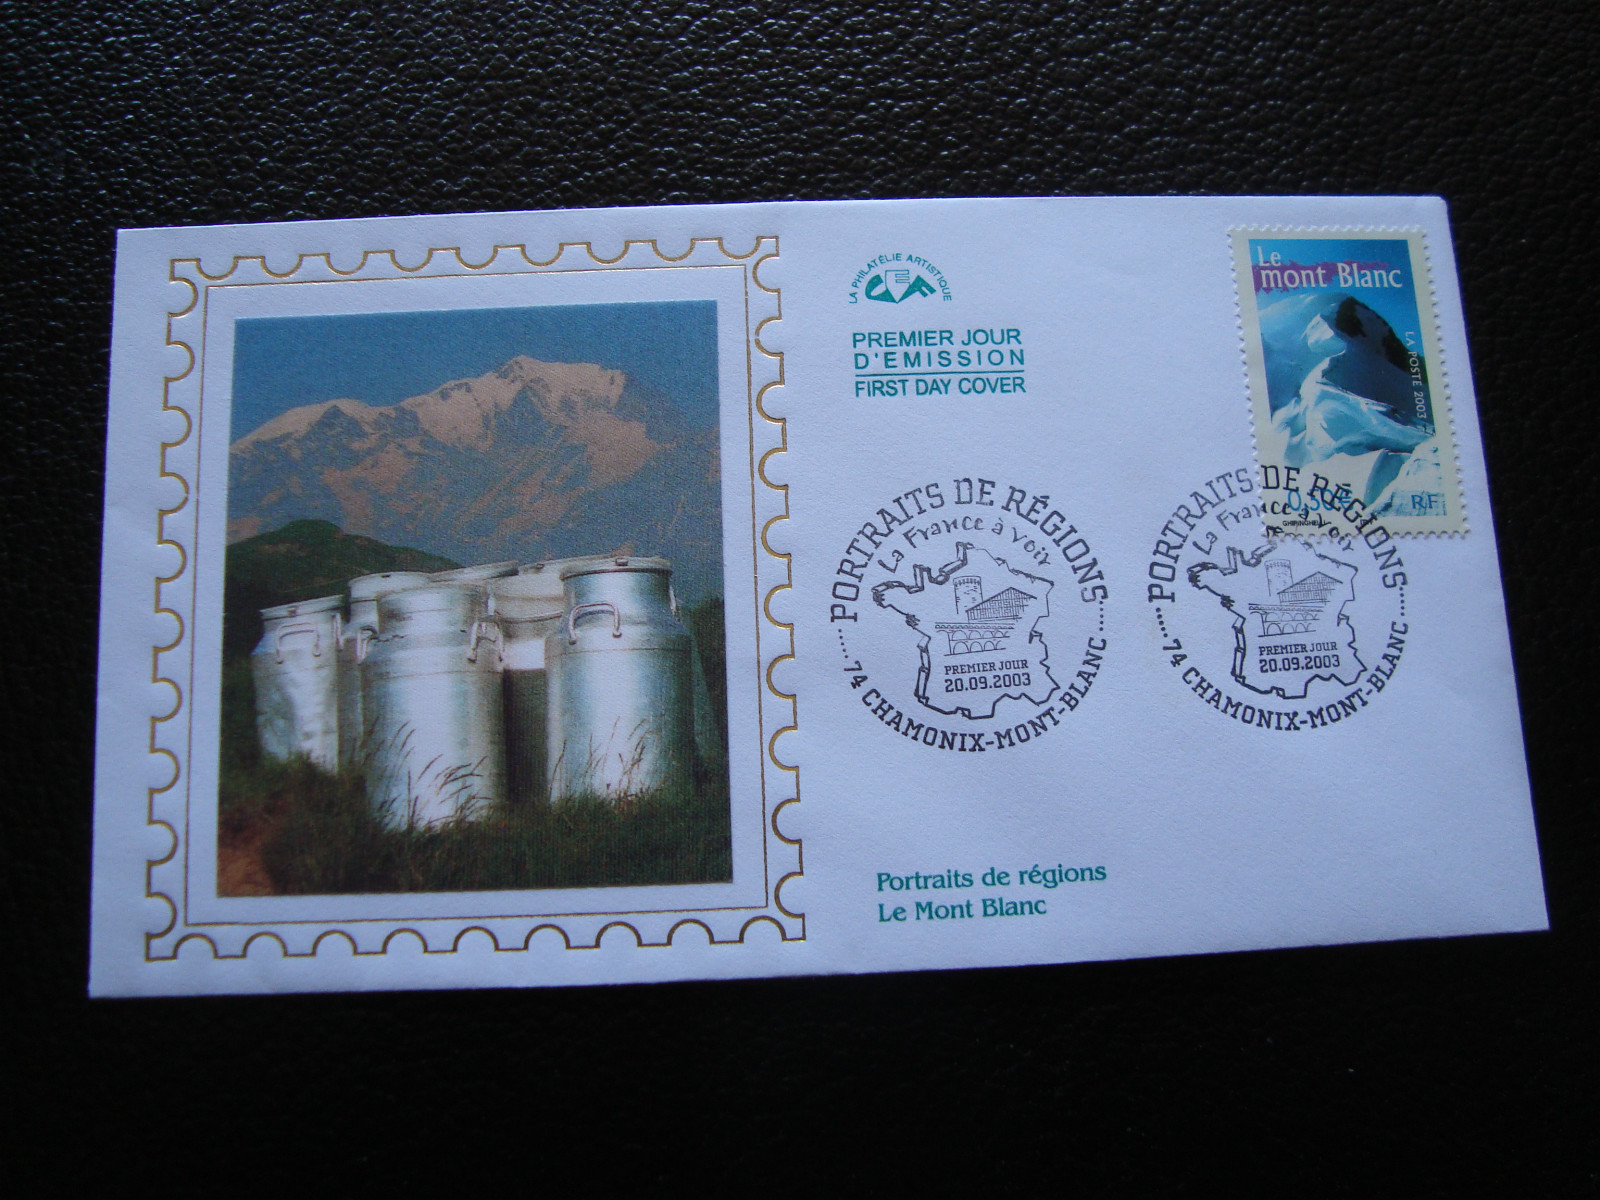 LA PHILATÉLIE ARTISTIQUE
CEF
PREMIER JOUR
D'EMISSION
FIRST DAY COVER
Le
mont Blanc
LA POSTE 2003
0,50€
RF
PORTRAITS DE RÉGIONS
La France à voir
PREMIER JOUR
20.09.2003
74 CHAMONIX-MONT-BLANC
PORTRAITS DE RÉGIONS
La France à voir
PREMIER JOUR
20.09.2003
74 CHAMONIX-MONT-BLANC
Portraits de régions
Le Mont Blanc